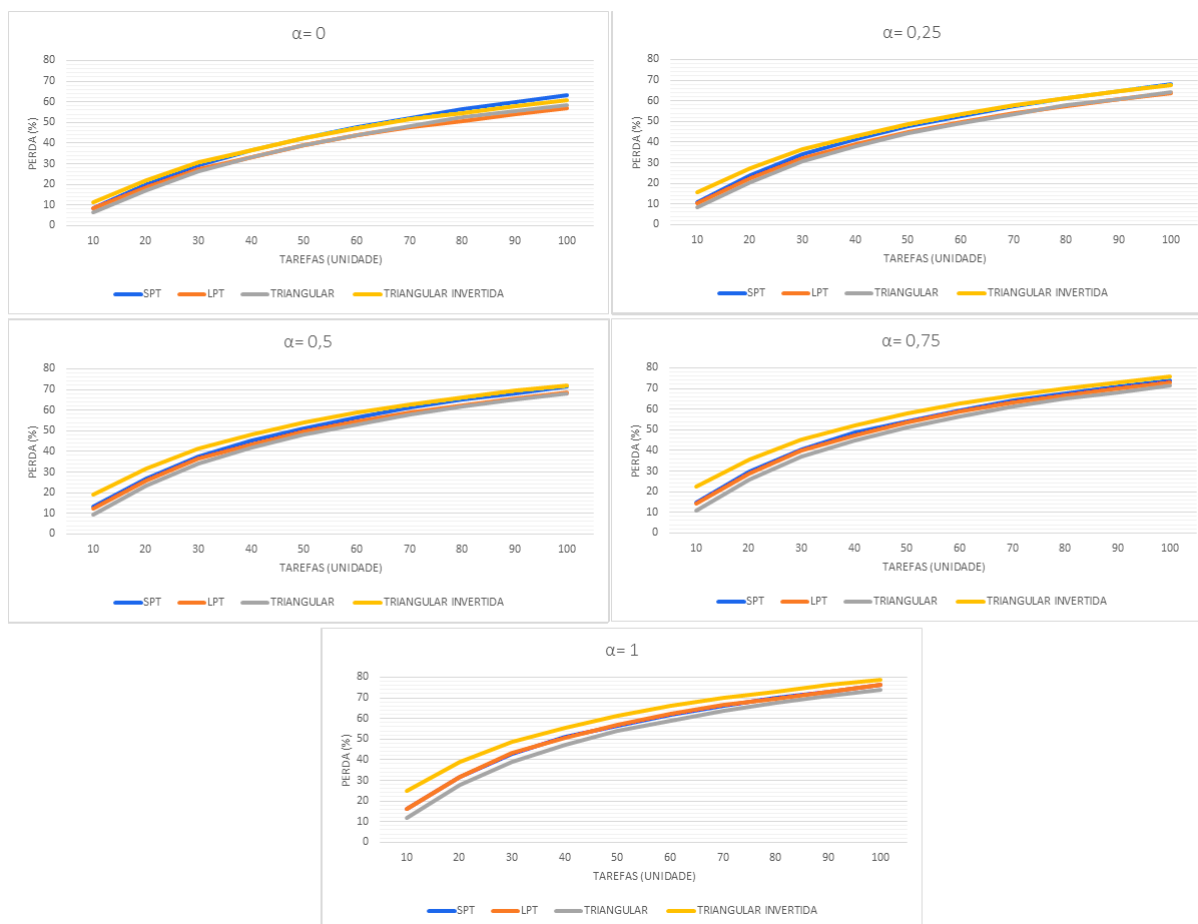 α= 0
PERDA (%)
80
70
60
50
40
30
20
10
0
10 20 30 40 50 60 70 80 90 100
TAREFAS (UNIDADE)
SPT LPT TRIANGULAR TRIANGULAR INVERTIDA
α= 0,25
PERDA (%)
80
70
60
50
40
30
20
10
0
10 20 30 40 50 60 70 80 90 100
TAREFAS (UNIDADE)
SPT LPT TRIANGULAR TRIANGULAR INVERTIDA
α= 0,5
PERDA (%)
80
70
60
50
40
30
20
10
0
10 20 30 40 50 60 70 80 90 100
TAREFAS (UNIDADE)
SPT LPT TRIANGULAR TRIANGULAR INVERTIDA
α= 0,75
PERDA (%)
80
70
60
50
40
30
20
10
0
10 20 30 40 50 60 70 80 90 100
TAREFAS (UNIDADE)
SPT LPT TRIANGULAR TRIANGULAR INVERTIDA
α= 1
PERDA (%)
80
70
60
50
40
30
20
10
0
10 20 30 40 50 60 70 80 90 100
TAREFAS (UNIDADE)
SPT LPT TRIANGULAR TRIANGULAR INVERTIDA